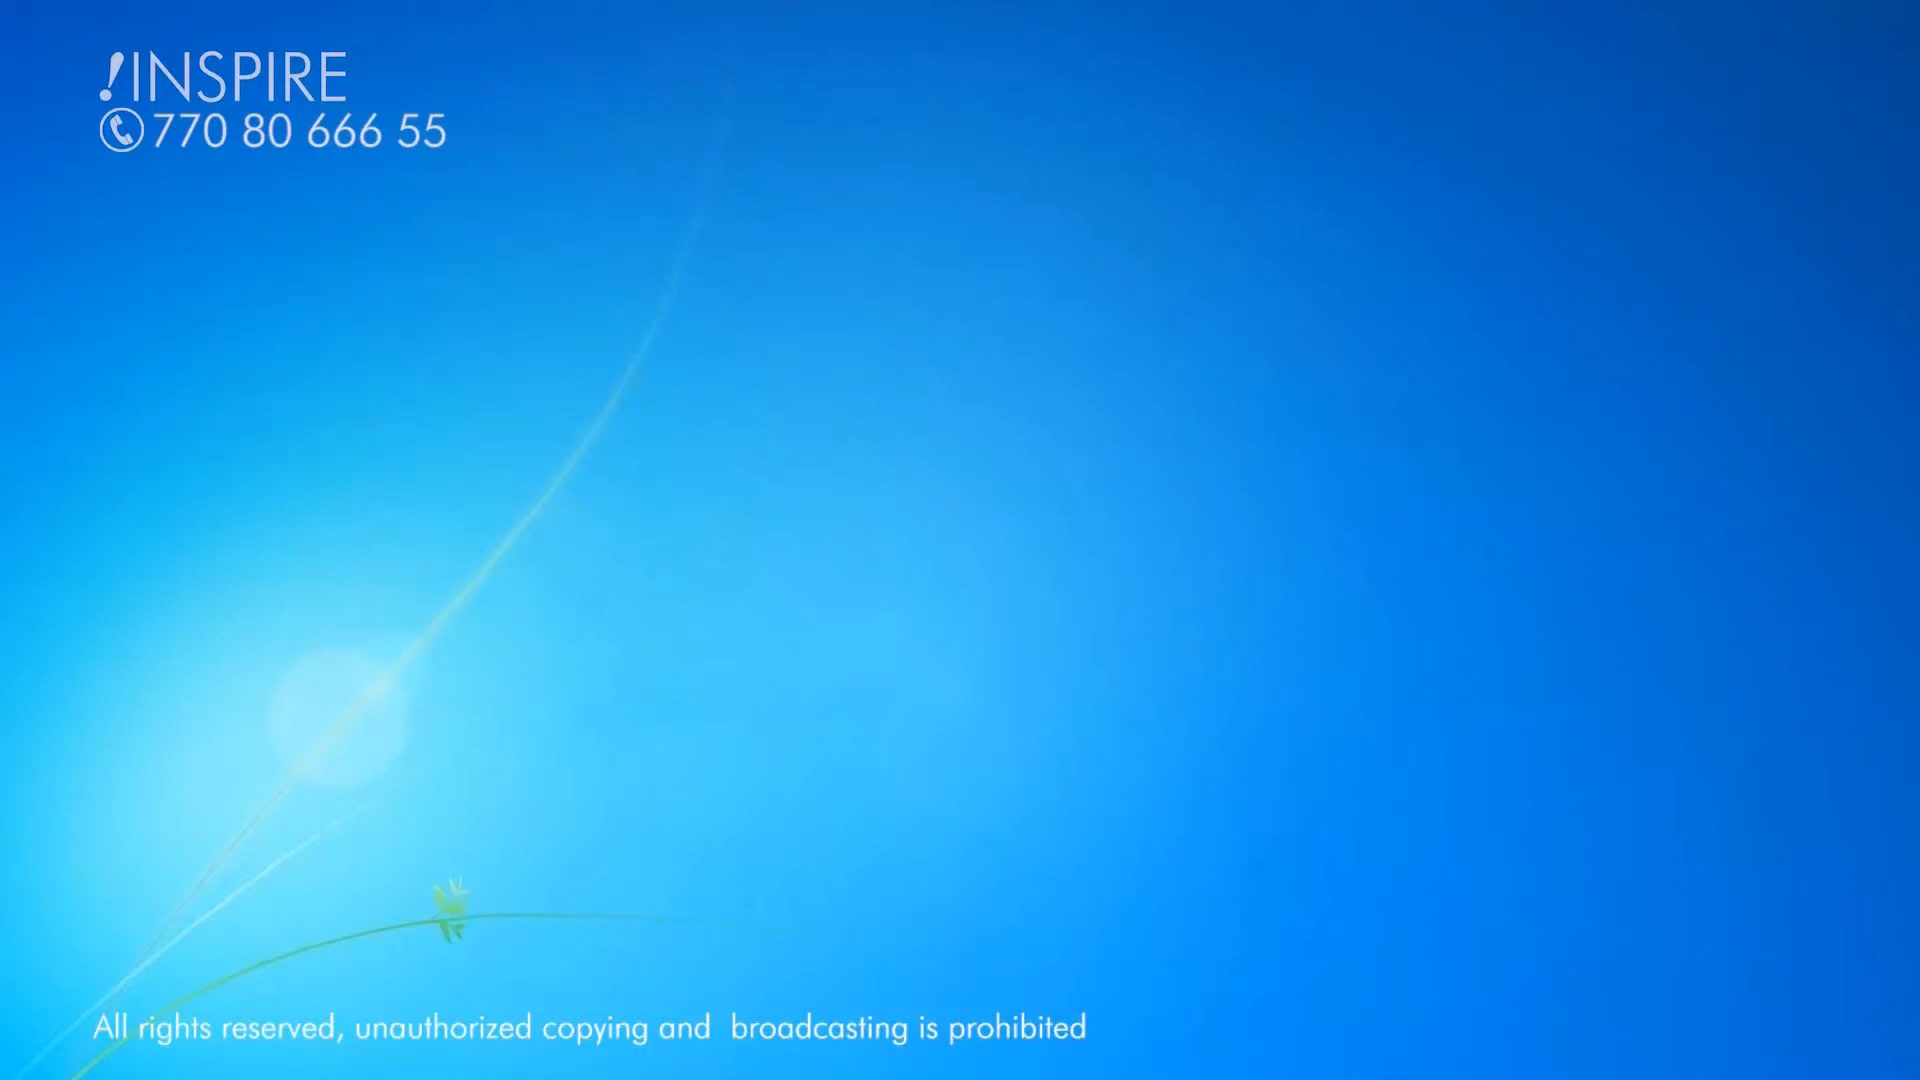 !INSPIRE
770 80 666 55
All rights reserved, unauthorized copying and  broadcasting is prohibited